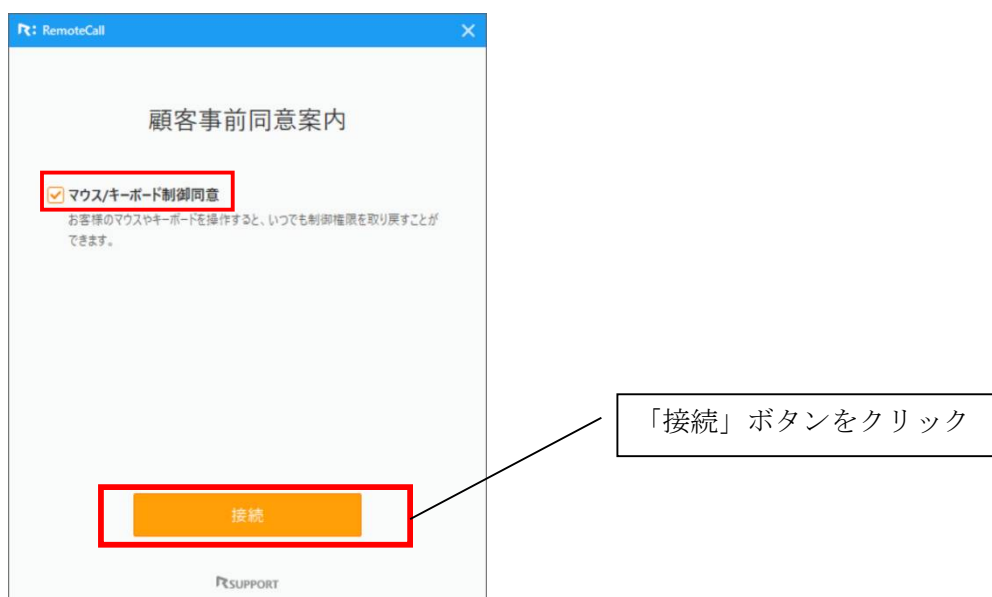 RemoteCall
顧客事前同意案内
マウス/キーボード制御同意
お客様のマウスやキーボードを操作すると、いつでも制御権限を取り戻すことが
できます。
「接続」ボタンをクリック
接続
RSUPPORT